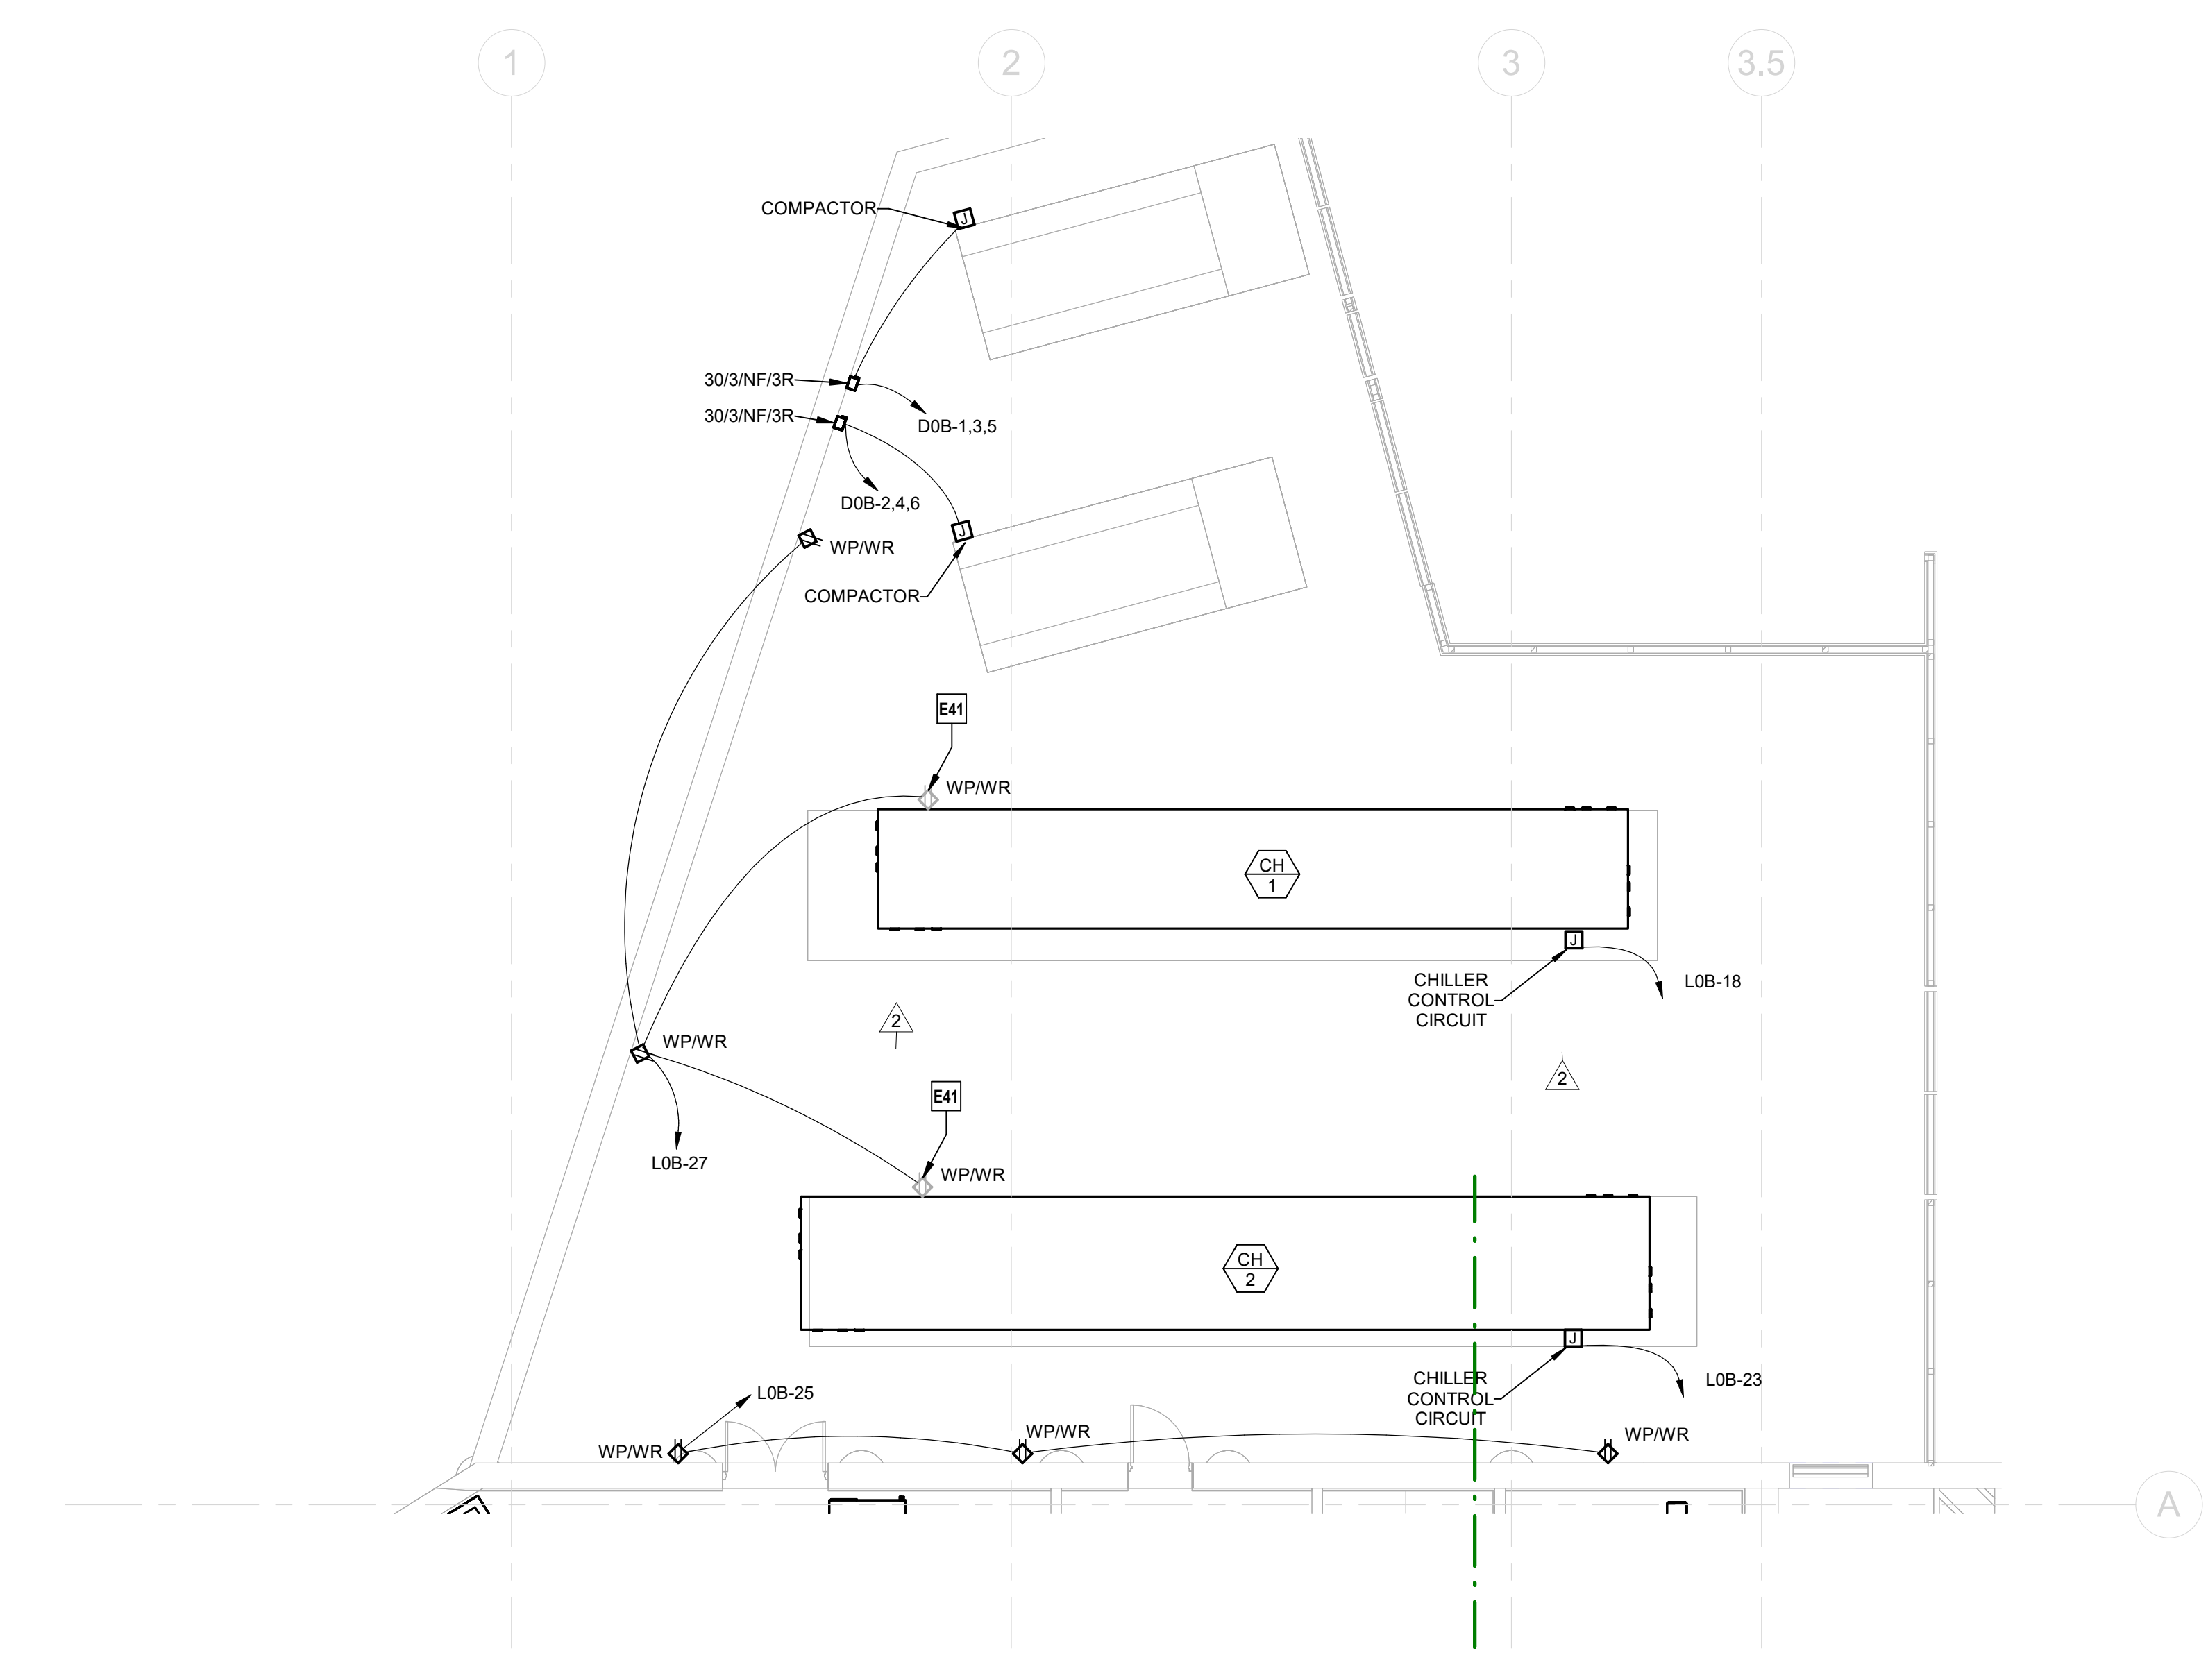 1
2
3
3.5
COMPACTOR
J
30/3/NF/3R
30/3/NF/3R
D0B-1,3,5
D0B-2,4,6
J
WP/WR
COMPACTOR
E41
WP/WR
CH
1
J
CHILLER
CONTROL
CIRCUIT
L0B-18
2
WP/WR
2
E41
L0B-27
WP/WR
CH
2
J
CHILLER
CONTROL
CIRCUIT
L0B-23
L0B-25
WP/WR
WP/WR
WP/WR
A